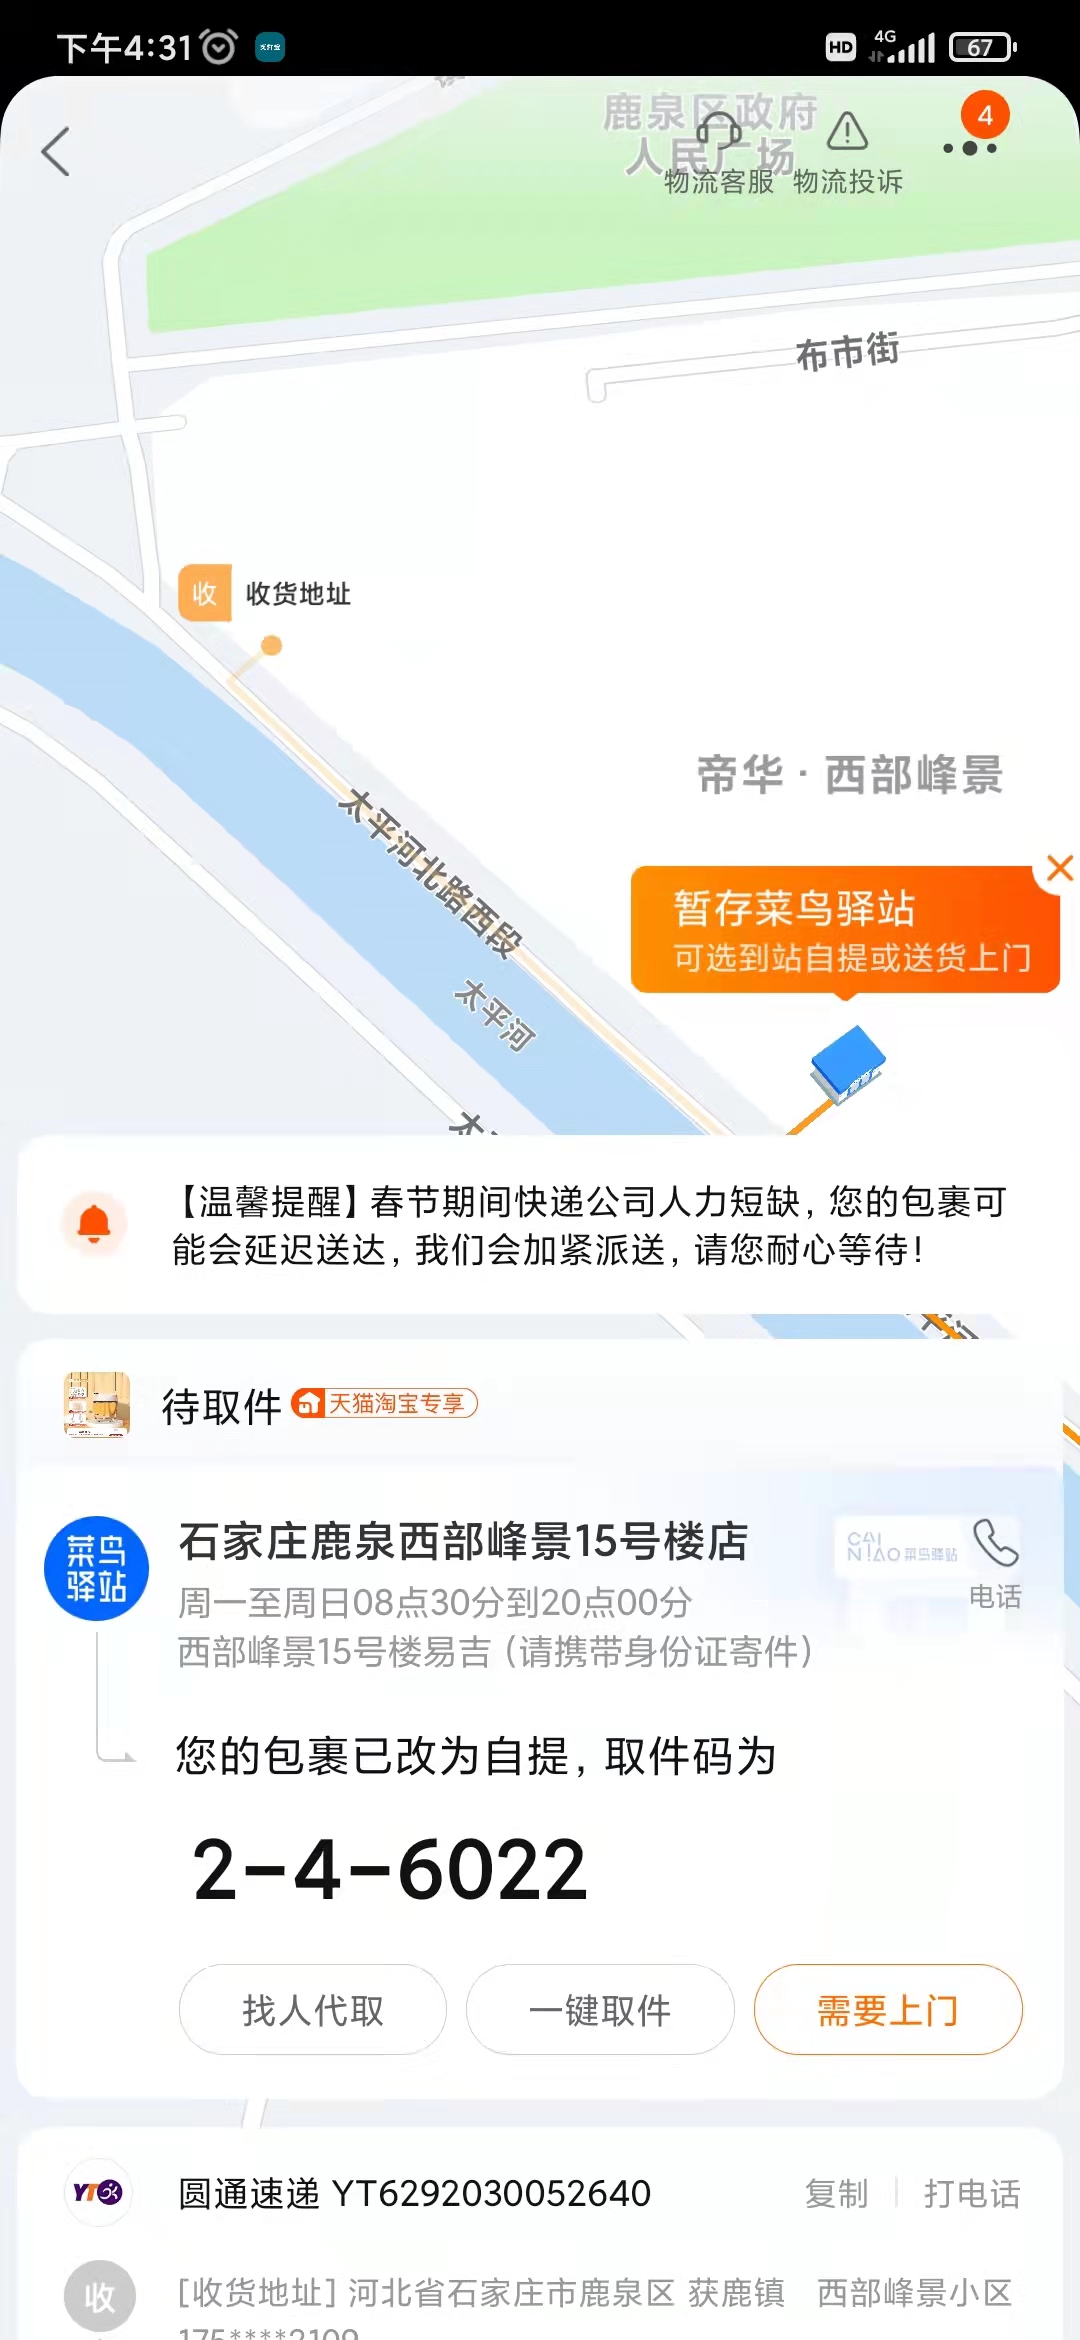 下午4:31
HD 4G 67
鹿泉区政府
人民广场
4
物流客服 物流投诉
布市街
收 收货地址
帝华·西部峰景
太平河北路西段
暂存菜鸟驿站
可选到站自提或送货上门
太平河
【温馨提醒】春节期间快递公司人力短缺，您的包裹可
能会延迟送达，我们会加紧派送，请您耐心等待！
待取件 天猫淘宝专享
菜鸟
驿站
石家庄鹿泉西部峰景15号楼店
CAI
NIAO 菜鸟驿站
电话
周一至周日08点30分到20点00分
西部峰景15号楼易吉（请携带身份证寄件）
您的包裹已改为自提，取件码为
2-4-6022
找人代取 一键取件 需要上门
YTO 圆通速递 YT6292030052640 复制 打电话
收 [收货地址] 河北省石家庄市鹿泉区 获鹿镇 西部峰景小区
175****2109